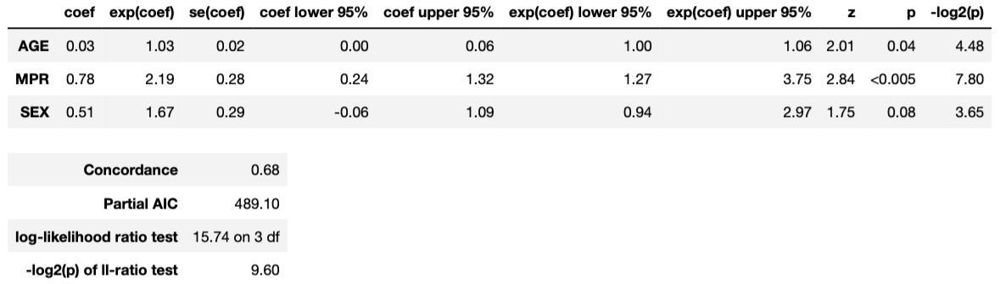 coef exp(coef) se(coef) coef lower 95% coef upper 95% exp(coef) lower 95% exp(coef) upper 95% z p -log2(p)
AGE 0.03 1.03 0.02 0.00 0.06 1.00 1.06 2.01 0.04 4.48
MPR 0.78 2.19 0.28 0.24 1.32 1.27 3.75 2.84 <0.005 7.80
SEX 0.51 1.67 0.29 -0.06 1.09 0.94 2.97 1.75 0.08 3.65
Concordance 0.68
Partial AIC 489.10
log-likelihood ratio test 15.74 on 3 df
-log2(p) of ll-ratio test 9.60